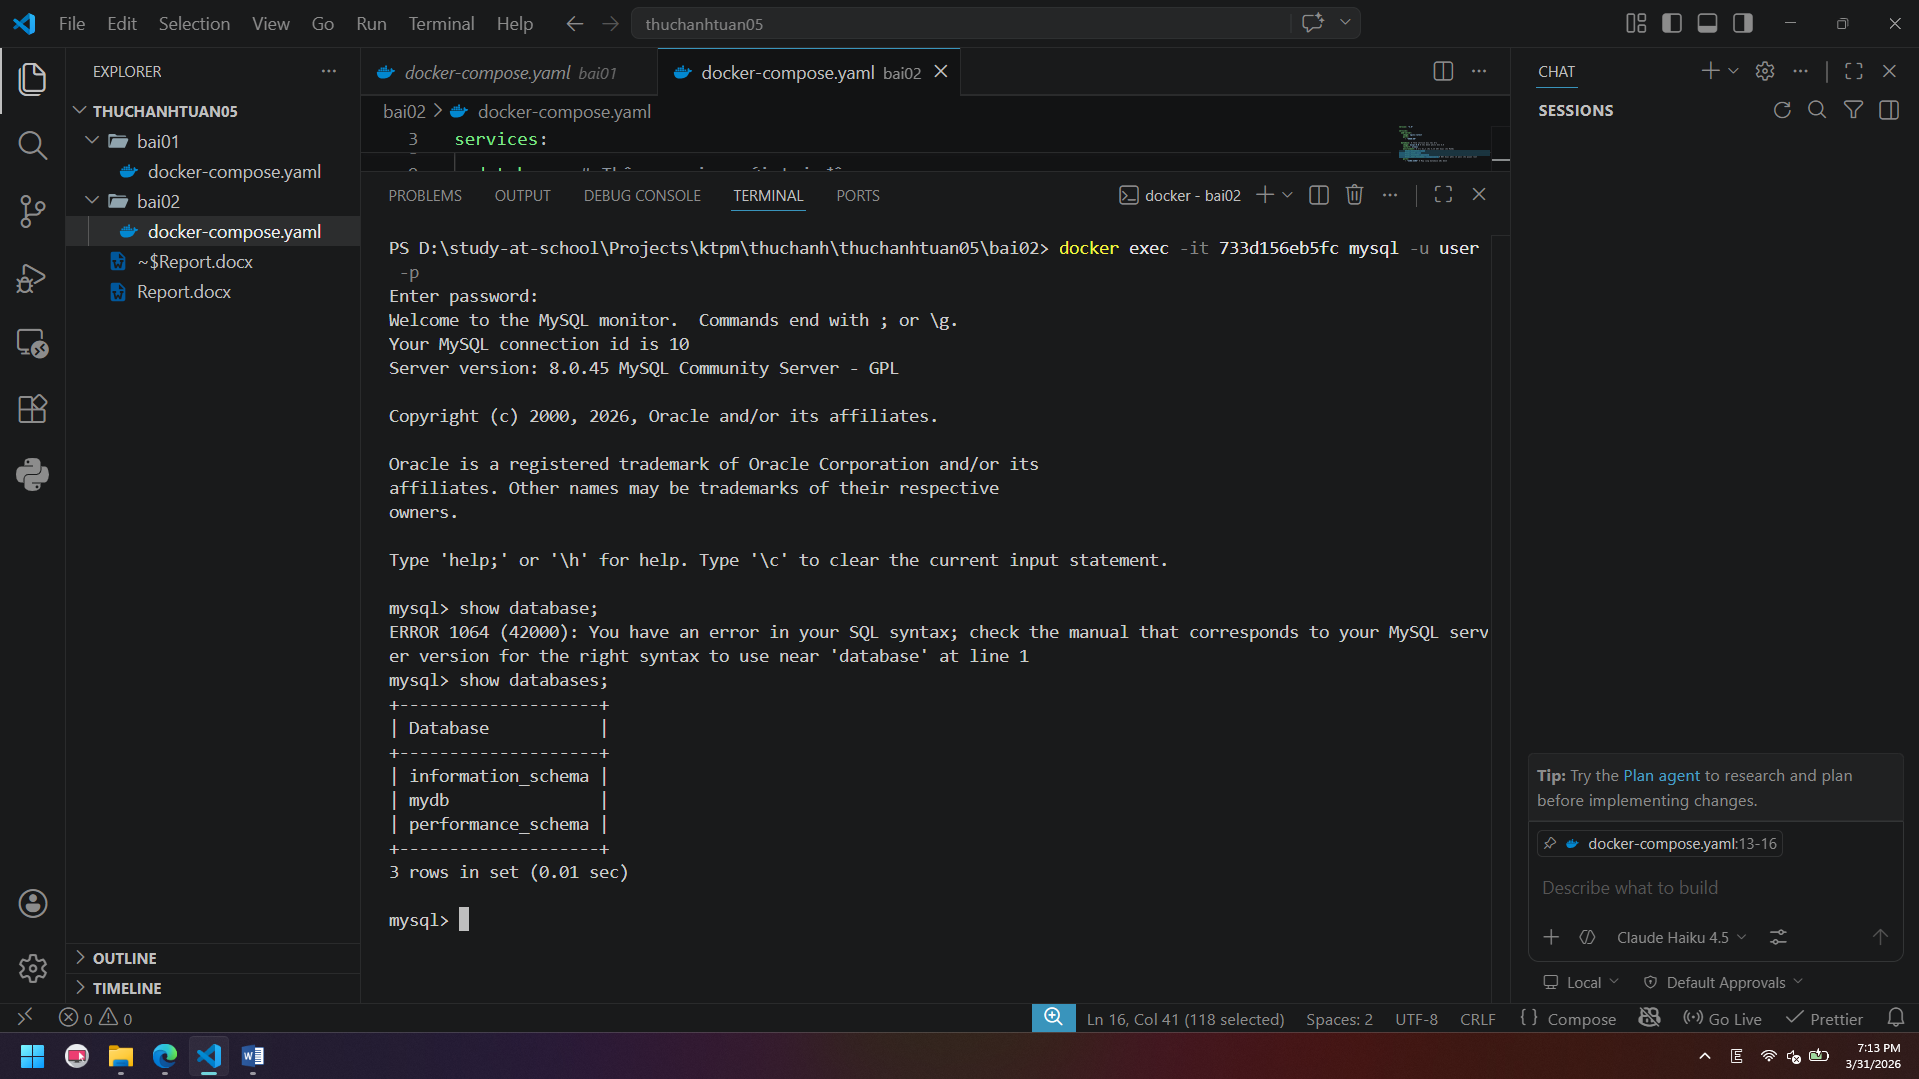 File Edit Selection View Go Run Terminal Help
thuchanhtuan05
EXPLORER
THUCHANHTUAN05
bai01
docker-compose.yaml
bai02
docker-compose.yaml
~$Report.docx
Report.docx
OUTLINE
TIMELINE
docker-compose.yaml bai01
docker-compose.yaml bai02
bai02 > docker-compose.yaml
3 services:
PROBLEMS OUTPUT DEBUG CONSOLE TERMINAL PORTS
docker - bai02
PS D:\study-at-school\Projects\ktpm\thuchanh\thuchanhtuan05\bai02> docker exec -it 733d156eb5fc mysql -u user
-p
Enter password:
Welcome to the MySQL monitor.  Commands end with ; or \g.
Your MySQL connection id is 10
Server version: 8.0.45 MySQL Community Server - GPL
Copyright (c) 2000, 2026, Oracle and/or its affiliates.
Oracle is a registered trademark of Oracle Corporation and/or its
affiliates. Other names may be trademarks of their respective
owners.
Type 'help;' or '\h' for help. Type '\c' to clear the current input statement.
mysql> show database;
ERROR 1064 (42000): You have an error in your SQL syntax; check the manual that corresponds to your MySQL serv
er version for the right syntax to use near 'database' at line 1
mysql> show databases;
+--------------------+
| Database           |
+--------------------+
| information_schema |
| mydb               |
| performance_schema |
+--------------------+
3 rows in set (0.01 sec)
mysql>
CHAT
SESSIONS
Tip: Try the Plan agent to research and plan
before implementing changes.
docker-compose.yaml:13-16
Describe what to build
Claude Haiku 4.5
Local Default Approvals
0 0
Ln 16, Col 41 (118 selected) Spaces: 2 UTF-8 CRLF { } Compose Go Live Prettier
E
7:13 PM
3/31/2026